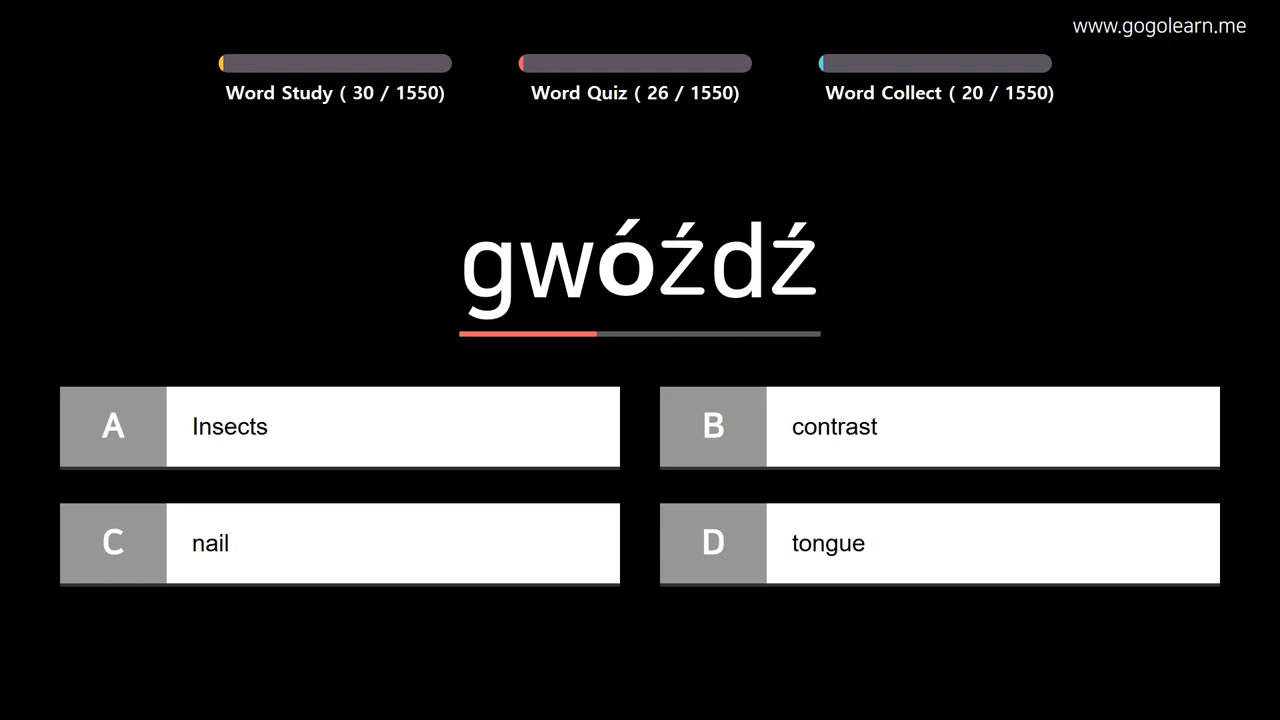 www.gogolearn.me
Word Study ( 30 / 1550)
Word Quiz ( 26 / 1550)
Word Collect ( 20 / 1550)
gwóźdź
A Insects
B contrast
C nail
D tongue